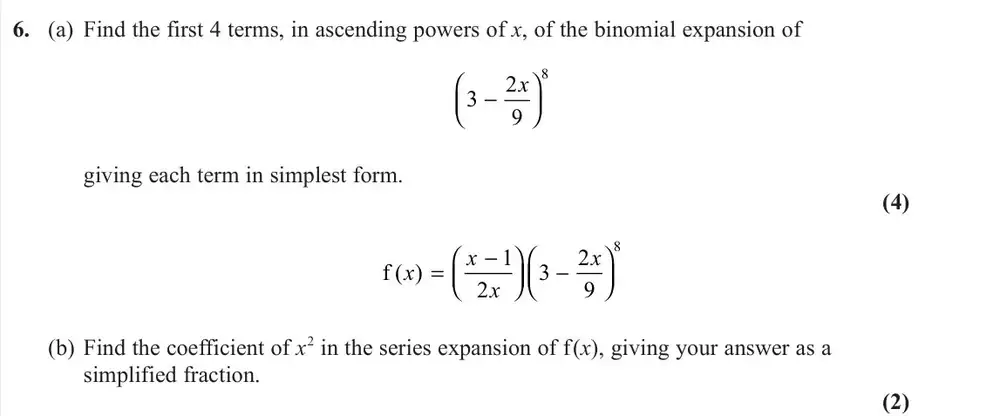 6. (a) Find the first 4 terms, in ascending powers of x, of the binomial expansion of
(3 − 2x/9)⁸
giving each term in simplest form.
(4)
f(x) = ((x − 1)/2x)(3 − 2x/9)⁸
(b) Find the coefficient of x² in the series expansion of f(x), giving your answer as a
simplified fraction.
(2)